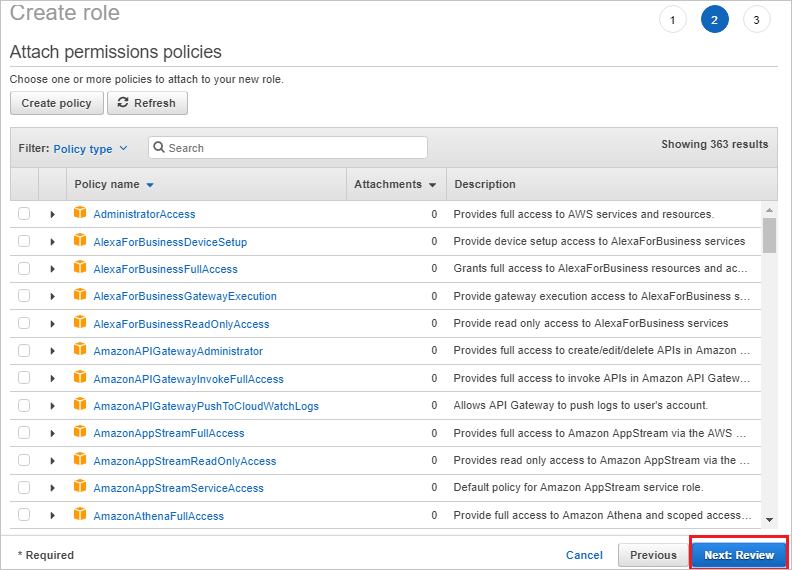 Create role
1 2 3
Attach permissions policies
Choose one or more policies to attach to your new role.
Create policy Refresh
Filter: Policy type Search Showing 363 results
Policy name Attachments Description
AdministratorAccess 0 Provides full access to AWS services and resources.
AlexaForBusinessDeviceSetup 0 Provide device setup access to AlexaForBusiness services
AlexaForBusinessFullAccess 0 Grants full access to AlexaForBusiness resources and ac...
AlexaForBusinessGatewayExecution 0 Provide gateway execution access to AlexaForBusiness s...
AlexaForBusinessReadOnlyAccess 0 Provide read only access to AlexaForBusiness services
AmazonAPIGatewayAdministrator 0 Provides full access to create/edit/delete APIs in Amazon ...
AmazonAPIGatewayInvokeFullAccess 0 Provides full access to invoke APIs in Amazon API Gatew...
AmazonAPIGatewayPushToCloudWatchLogs 0 Allows API Gateway to push logs to user's account.
AmazonAppStreamFullAccess 0 Provides full access to Amazon AppStream via the AWS ...
AmazonAppStreamReadOnlyAccess 0 Provides read only access to Amazon AppStream via the ...
AmazonAppStreamServiceAccess 0 Default policy for Amazon AppStream service role.
AmazonAthenaFullAccess 0 Provide full access to Amazon Athena and scoped access...
* Required Cancel Previous Next: Review